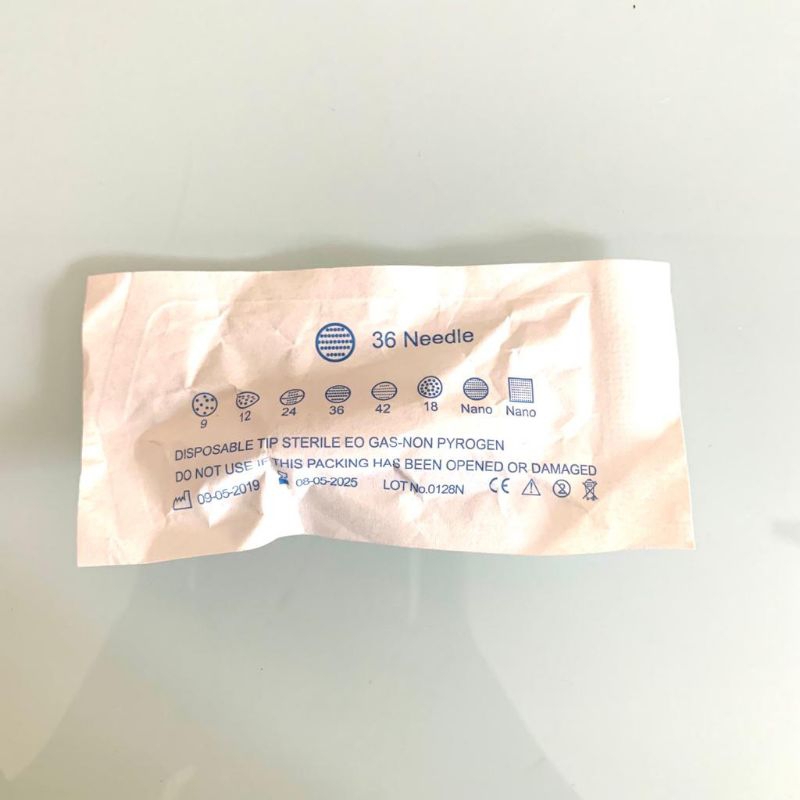 36 Needle
9 12 24 36 42 18 Nano Nano
DISPOSABLE TIP STERILE EO GAS-NON PYROGEN
DO NOT USE IF THIS PACKING HAS BEEN OPENED OR DAMAGED
09-05-2019 08-05-2025 LOT No.0128N CE